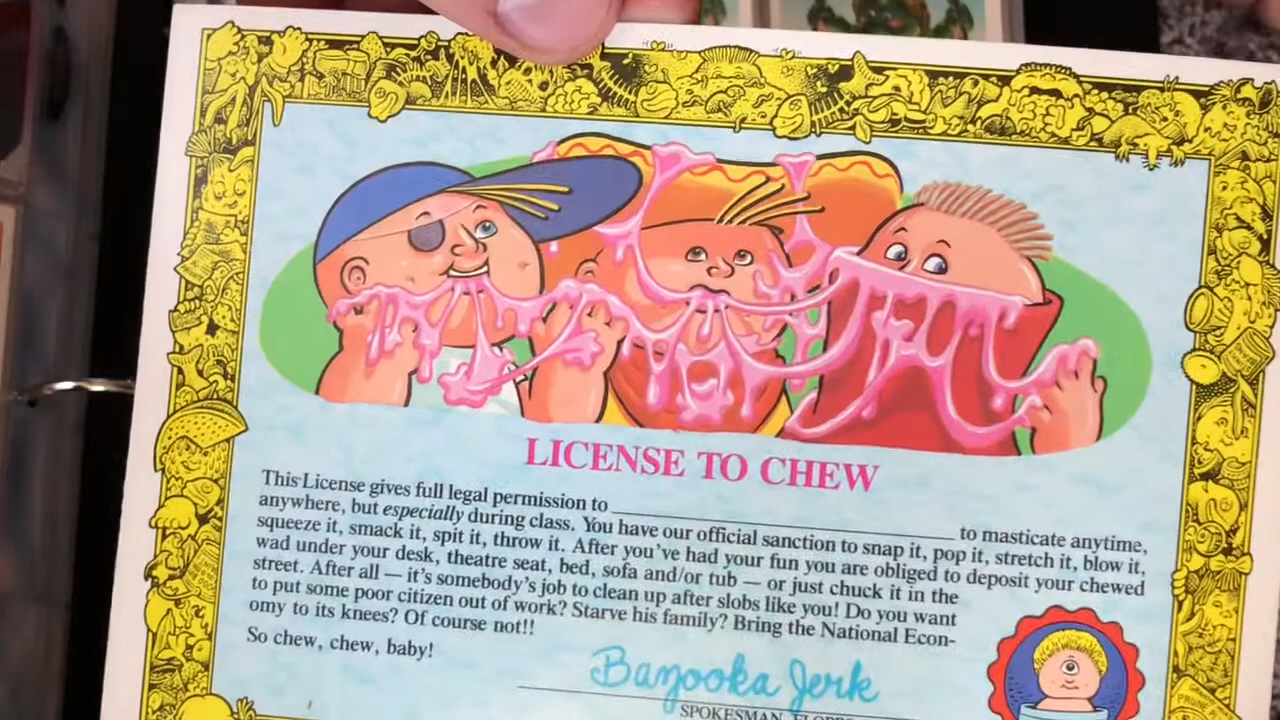 LICENSE TO CHEW
This License gives full legal permission to ____ to masticate anytime,
anywhere, but especially during class. You have our official sanction to snap it, pop it, stretch it, blow it,
squeeze it, smack it, spit it, throw it. After you've had your fun you are obliged to deposit your chewed
wad under your desk, theatre seat, bed, sofa and/or tub — or just chuck it in the
street. After all — it's somebody's job to clean up after slobs like you! Do you want
to put some poor citizen out of work? Starve his family? Bring the National Econ-
omy to its knees? Of course not!!
So chew, chew, baby!
Bazooka Jerk
SPOKESMAN,